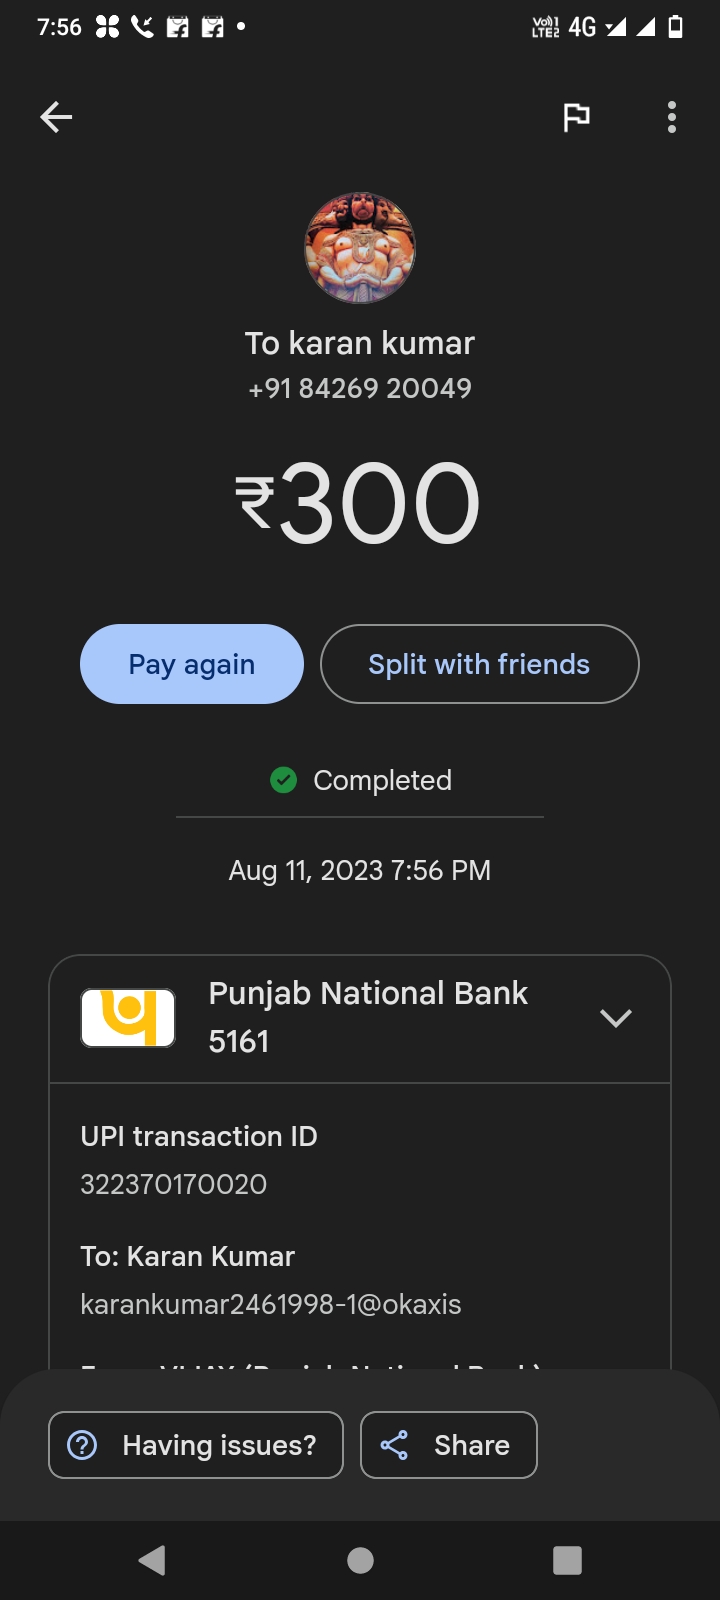 7:56
Vo)) 1
LTE2 4G
To karan kumar
+91 84269 20049
₹300
Pay again
Split with friends
Completed
Aug 11, 2023 7:56 PM
Punjab National Bank
5161
UPI transaction ID
322370170020
To: Karan Kumar
karankumar2461998-1@okaxis
Having issues?
Share